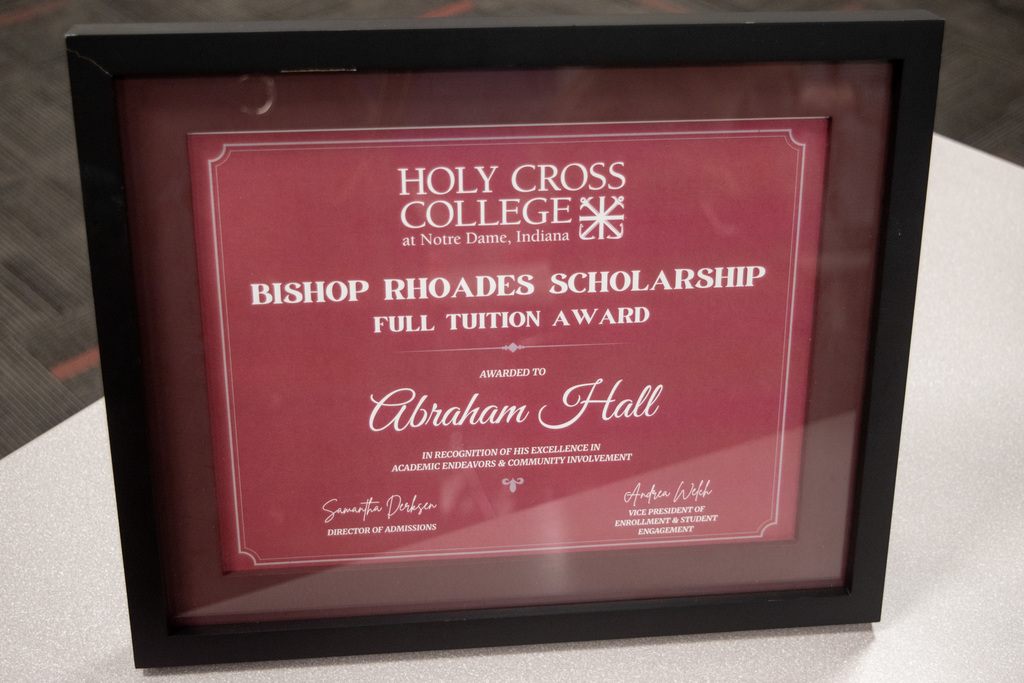 HOLY CROSS
COLLEGE
at Notre Dame, Indiana
BISHOP RHOADES SCHOLARSHIP
FULL TUITION AWARD
AWARDED TO
Abraham Hall
IN RECOGNITION OF HIS EXCELLENCE IN
ACADEMIC ENDEAVORS & COMMUNITY INVOLVEMENT
Samantha Derksen
DIRECTOR OF ADMISSIONS
Andrea Welch
VICE PRESIDENT OF
ENROLLMENT & STUDENT
ENGAGEMENT